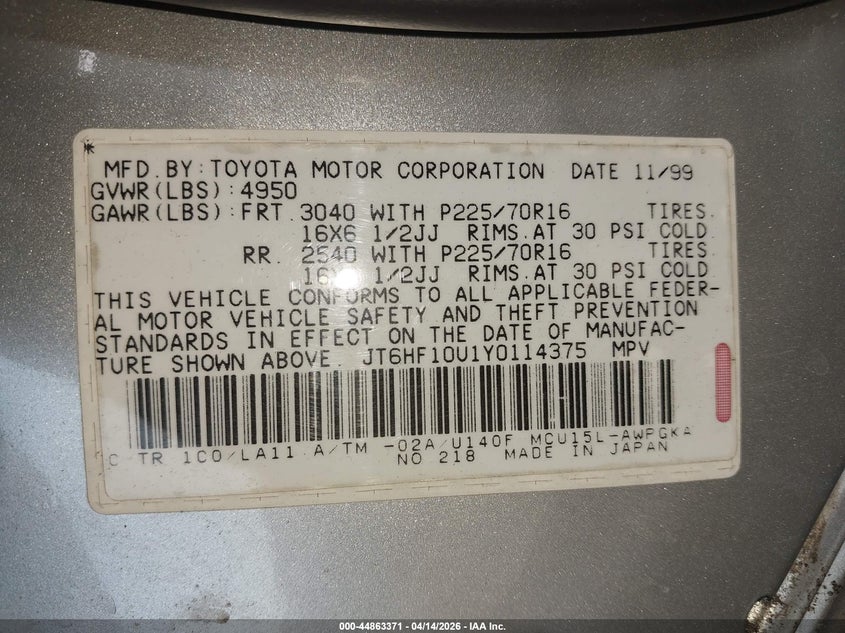 MFD.BY:TOYOTA MOTOR CORPORATION DATE 11/99
GVWR(LBS):4950
GAWR(LBS):FRT.3040 WITH P225/70R16 TIRES.
16X6 1/2JJ RIMS.AT 30 PSI COLD
RR. 2540 WITH P225/70R16 TIRES.
1/2JJ RIMS.AT 30 PSI COLD
THIS VEHICLE CONFORMS TO ALL APPLICABLE FEDER-
AL MOTOR VEHICLE SAFETY AND THEFT PREVENTION
STANDARDS IN EFFECT ON THE DATE OF MANUFAC-
TURE SHOWN ABOVE. JT6HF10U1Y0114375 MPV
C/TR 1C0/LA11 A/TM -02A/U140F MCU15L-AWPGKA
NO 218 MADE IN JAPAN
000-44863371 | 04/14/2026 - IAA Inc.